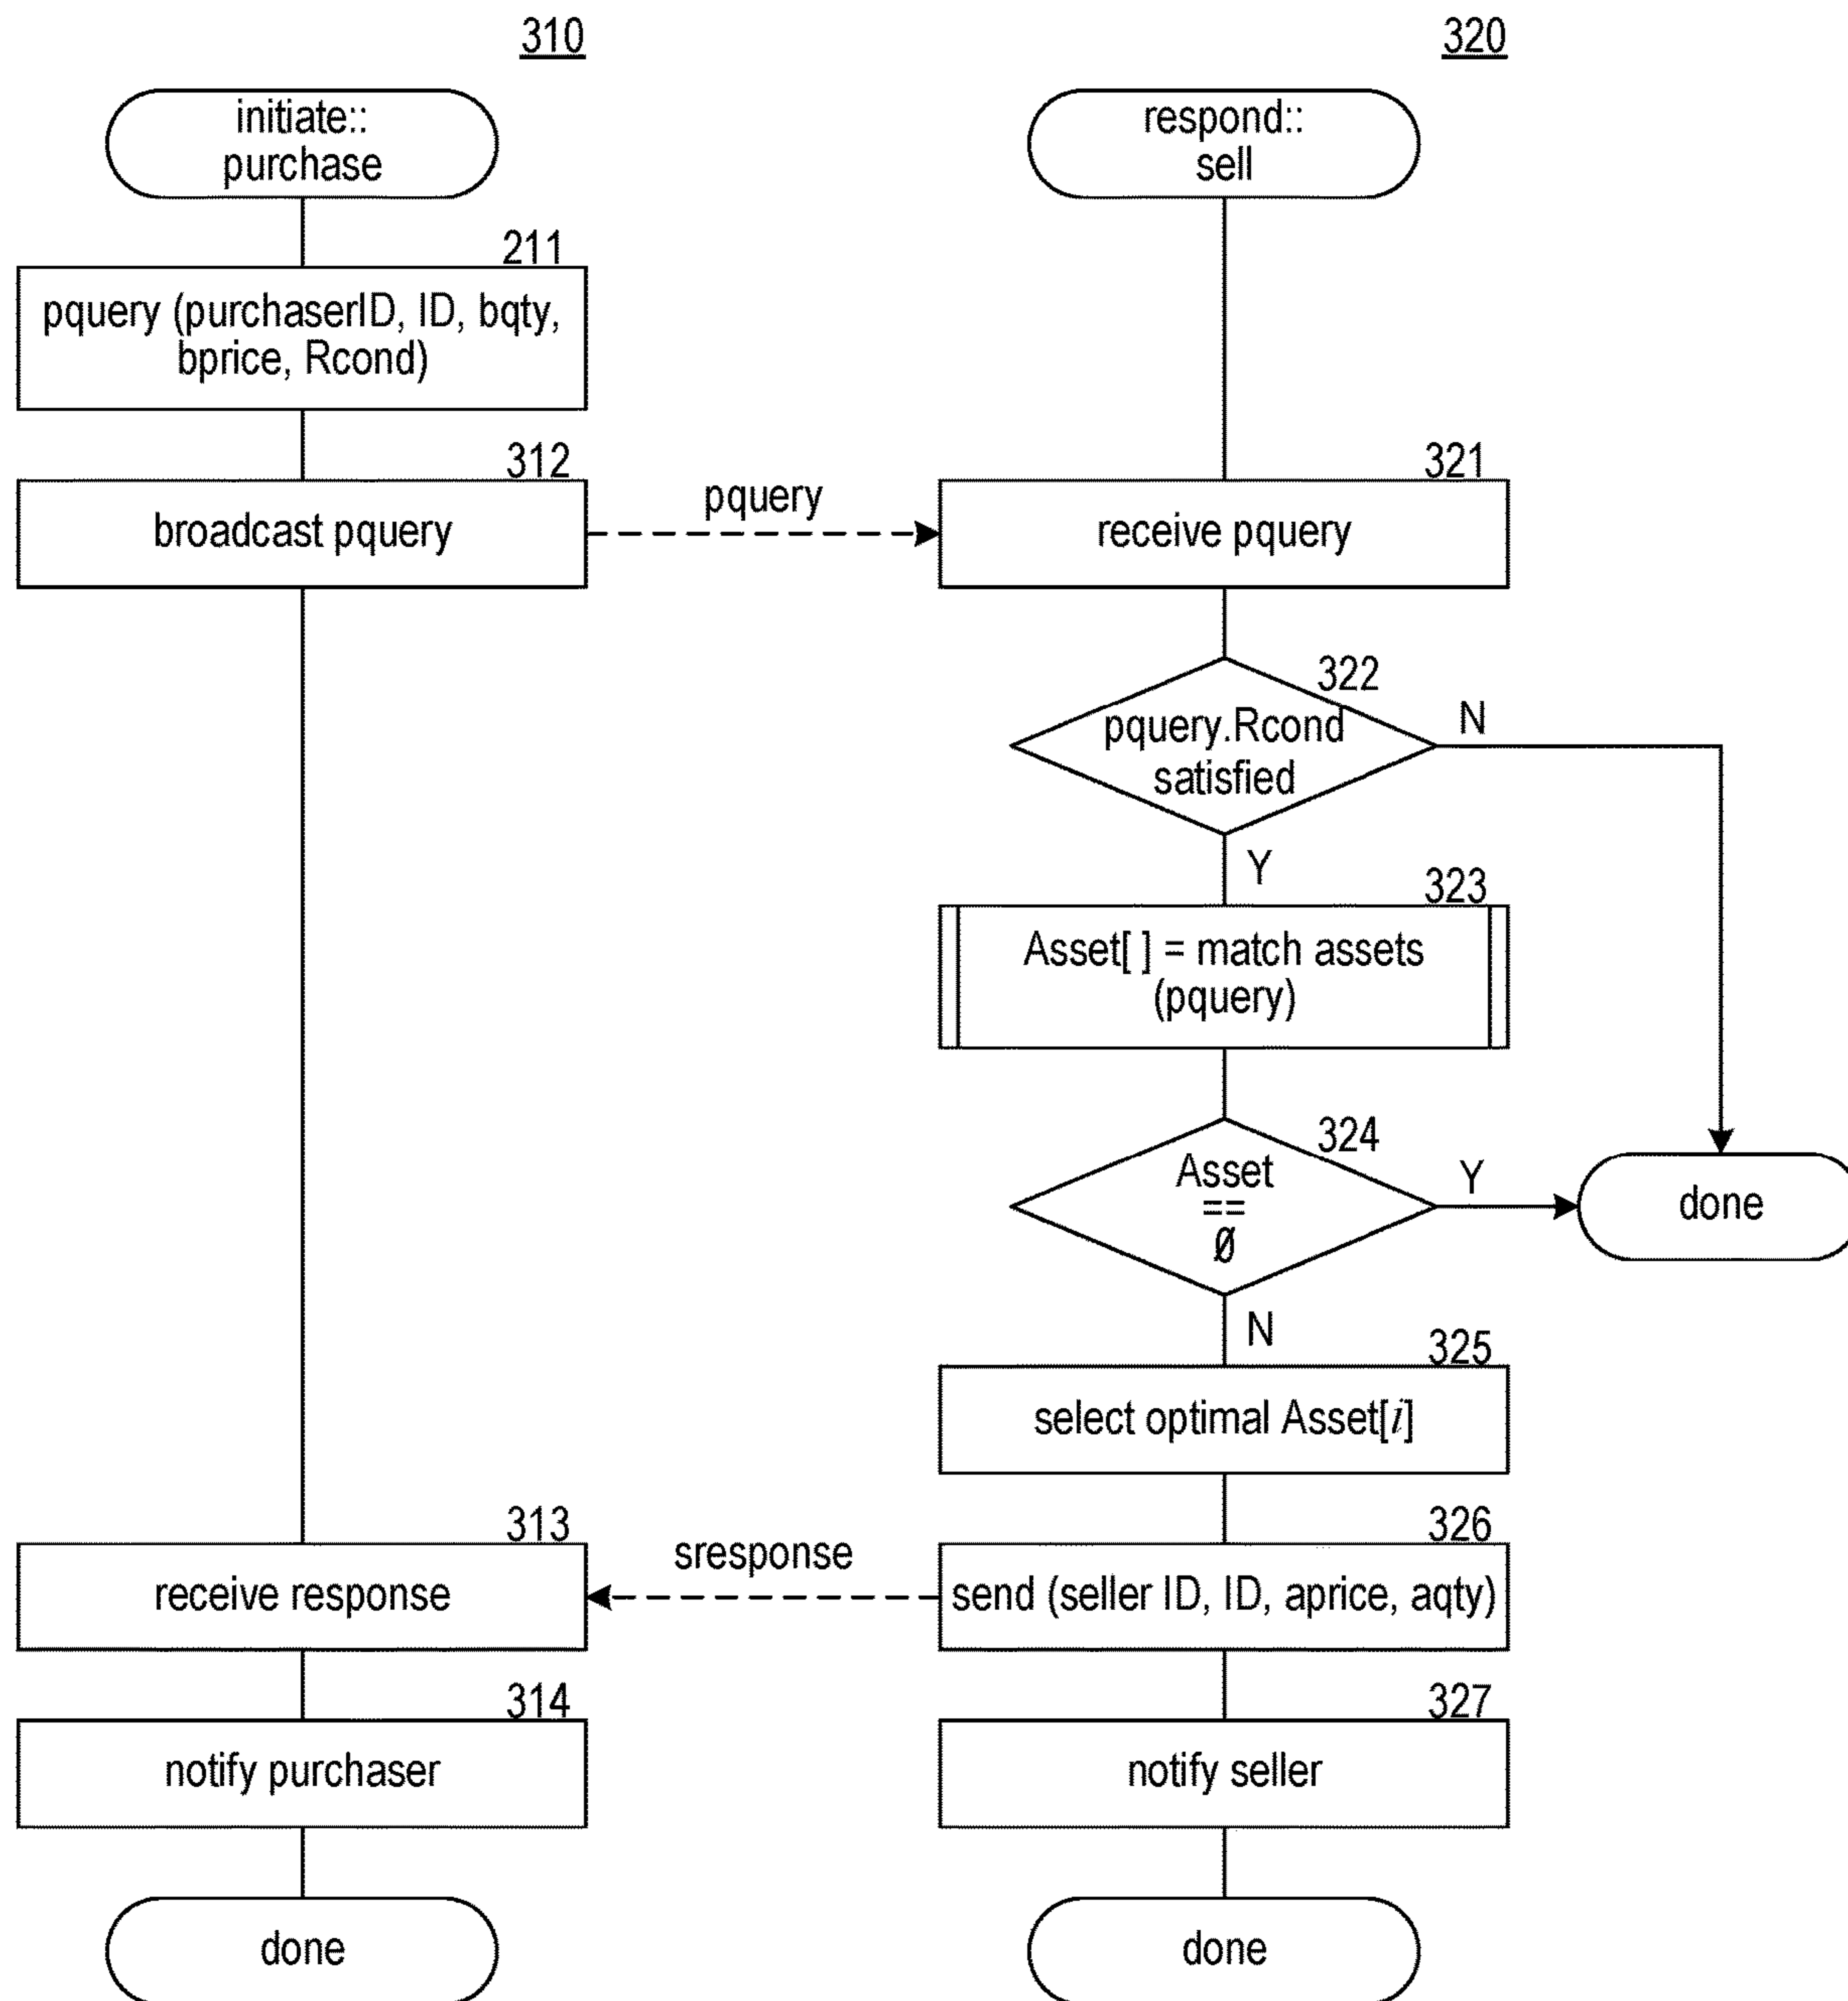 310
initiate::
purchase
211
pquery (purchaserID, ID, bqty,
bprice, Rcond)
312
broadcast pquery
pquery
313
receive response
sresponse
314
notify purchaser
done
320
respond::
sell
321
receive pquery
322
pquery.Rcond
satisfied
N
Y
323
Asset[ ] = match assets
(pquery)
324
Asset
==
Ø
Y
done
N
325
select optimal Asset[i]
326
send (seller ID, ID, aprice, aqty)
327
notify seller
done